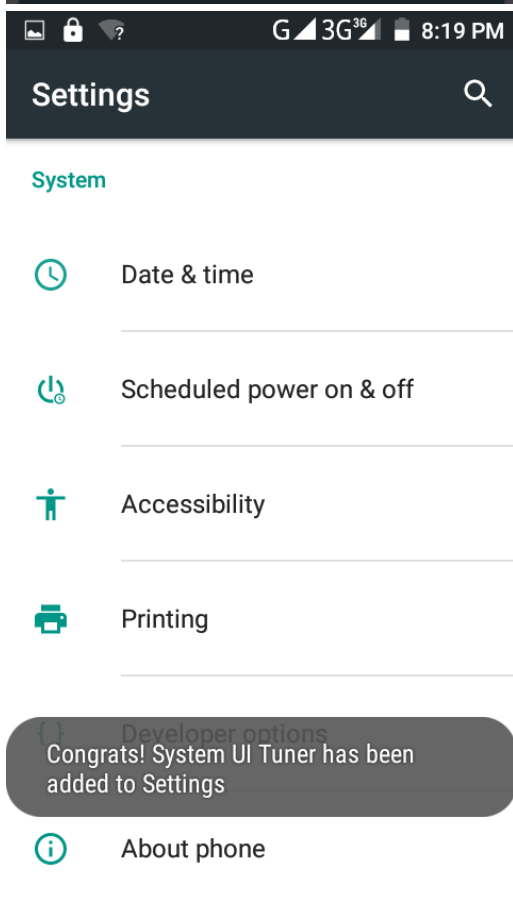 ? G 3G 3G 8:19 PM
Settings
System
Date & time
Scheduled power on & off
Accessibility
Printing
Developer options
Congrats! System UI Tuner has been
added to Settings
About phone